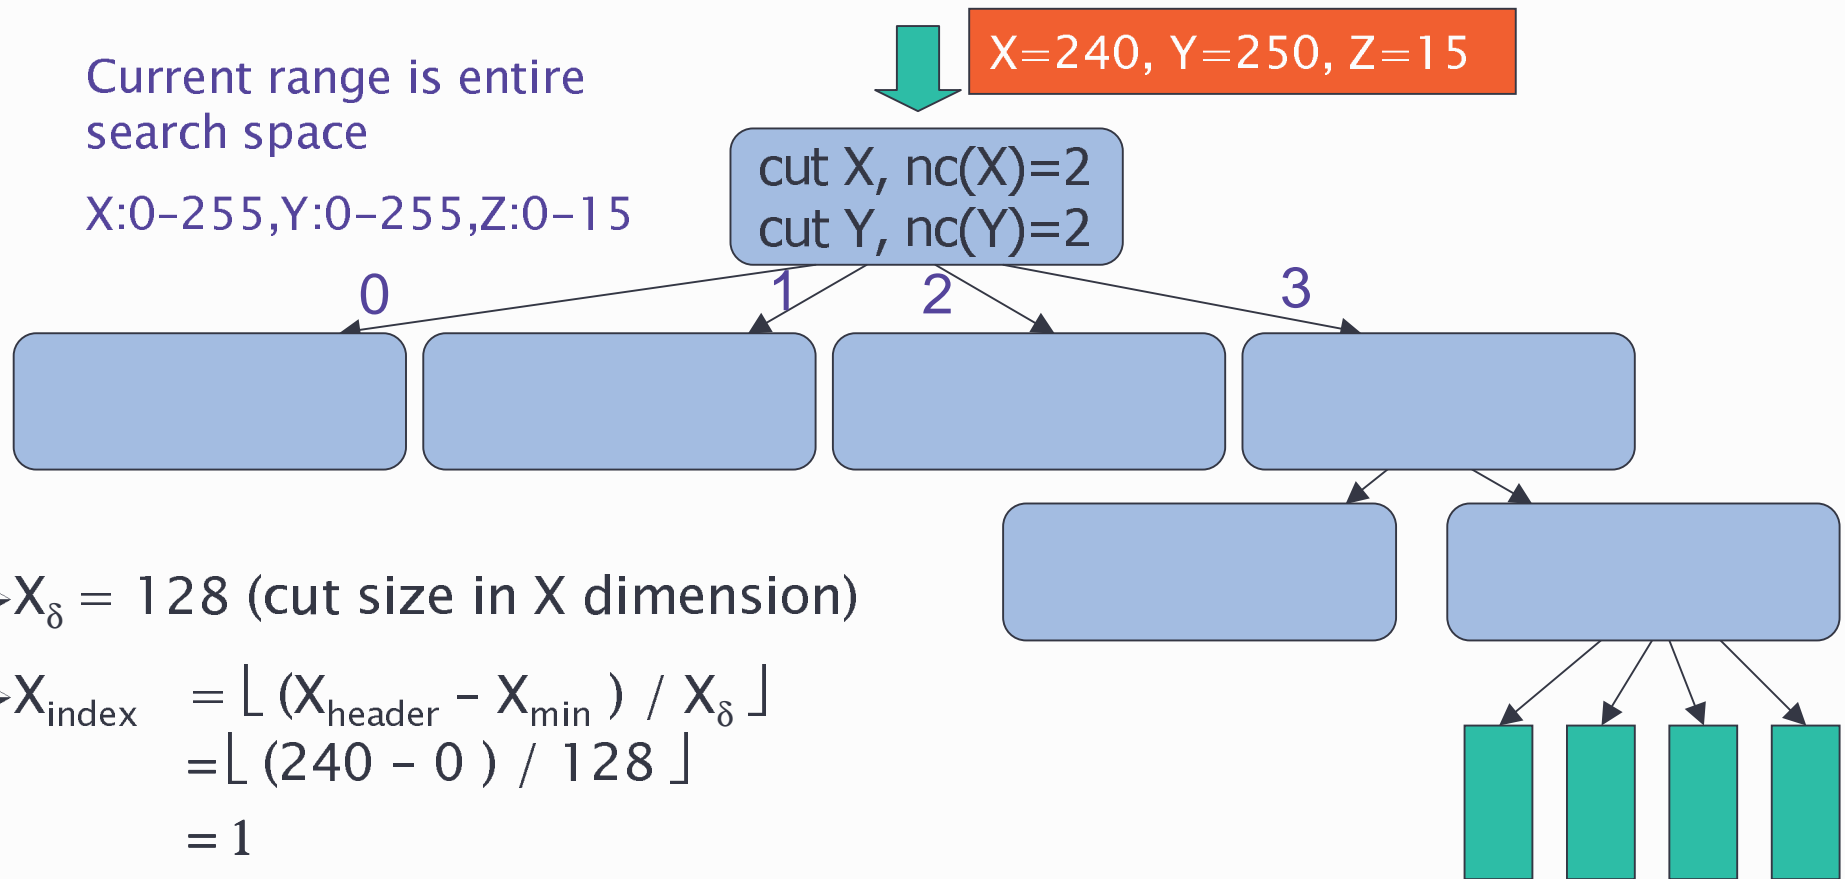 X=240, Y=250, Z=15
Current range is entire
search space
X:0-255,Y:0-255,Z:0-15
cut X, nc(X)=2
cut Y, nc(Y)=2
0
1
2
3
➢Xδ = 128 (cut size in X dimension)
➢Xindex = ⌊ (Xheader - Xmin ) / Xδ ⌋
=⌊ (240 - 0 ) / 128 ⌋
= 1